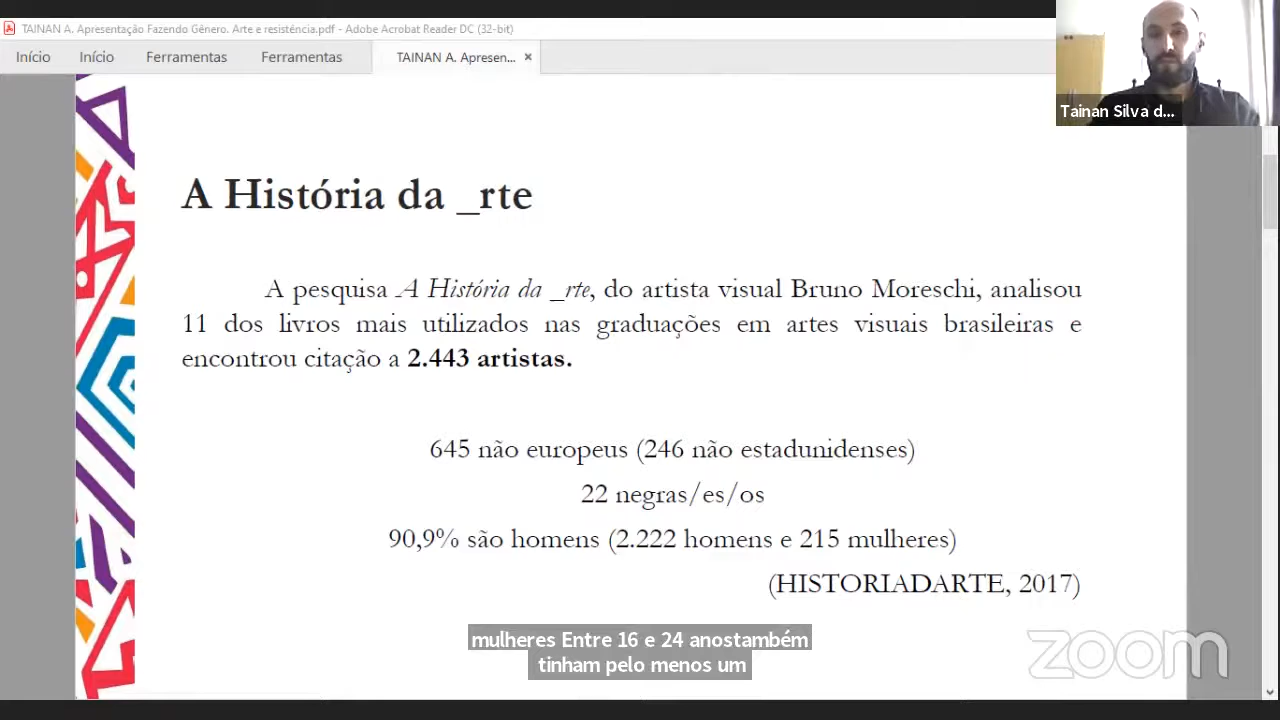 TAINAN A. Apresentação Fazendo Gênero. Arte e resistência.pdf - Adobe Acrobat Reader DC (32-bit)
Início Início Ferramentas Ferramentas TAINAN A. Apresen... ×
Tainan Silva d...
A História da _rte
A pesquisa A História da _rte, do artista visual Bruno Moreschi, analisou
11 dos livros mais utilizados nas graduações em artes visuais brasileiras e
encontrou citação a 2.443 artistas.
645 não europeus (246 não estadunidenses)
22 negras/es/os
90,9% são homens (2.222 homens e 215 mulheres)
(HISTORIADARTE, 2017)
mulheres Entre 16 e 24 anostambém
tinham pelo menos um
zoom